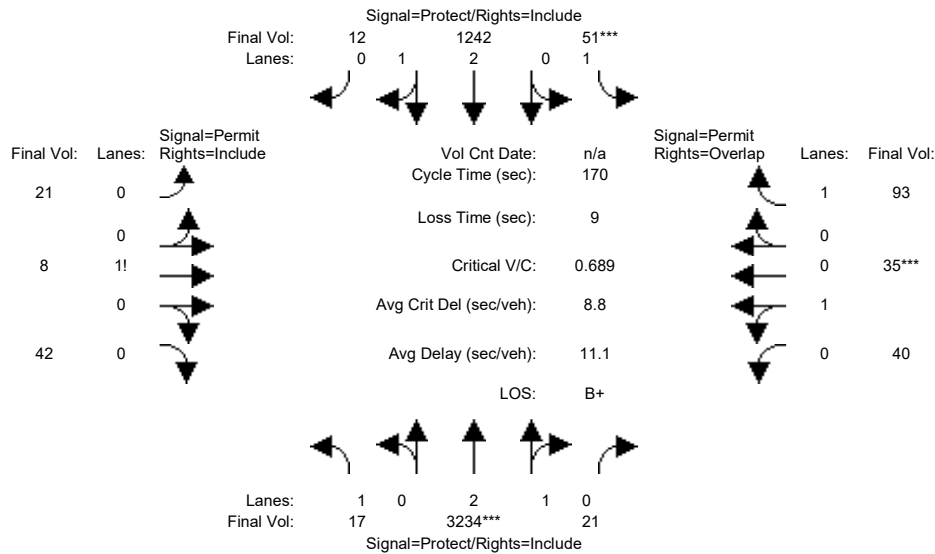 Signal=Protect/Rights=Include
Final Vol: 12 1242 51***
Lanes: 0 1 2 0 1
Signal=Permit Signal=Permit
Final Vol: Lanes: Rights=Include Vol Cnt Date: n/a Rights=Overlap Lanes: Final Vol:
Cycle Time (sec): 170
21 0 1 93
Loss Time (sec): 9
0 0
8 1! Critical V/C: 0.689 0 35***
0 Avg Crit Del (sec/veh): 8.8 1
42 0 Avg Delay (sec/veh): 11.1 0 40
LOS: B+
Lanes: 1 0 2 1 0
Final Vol: 17 3234*** 21
Signal=Protect/Rights=Include